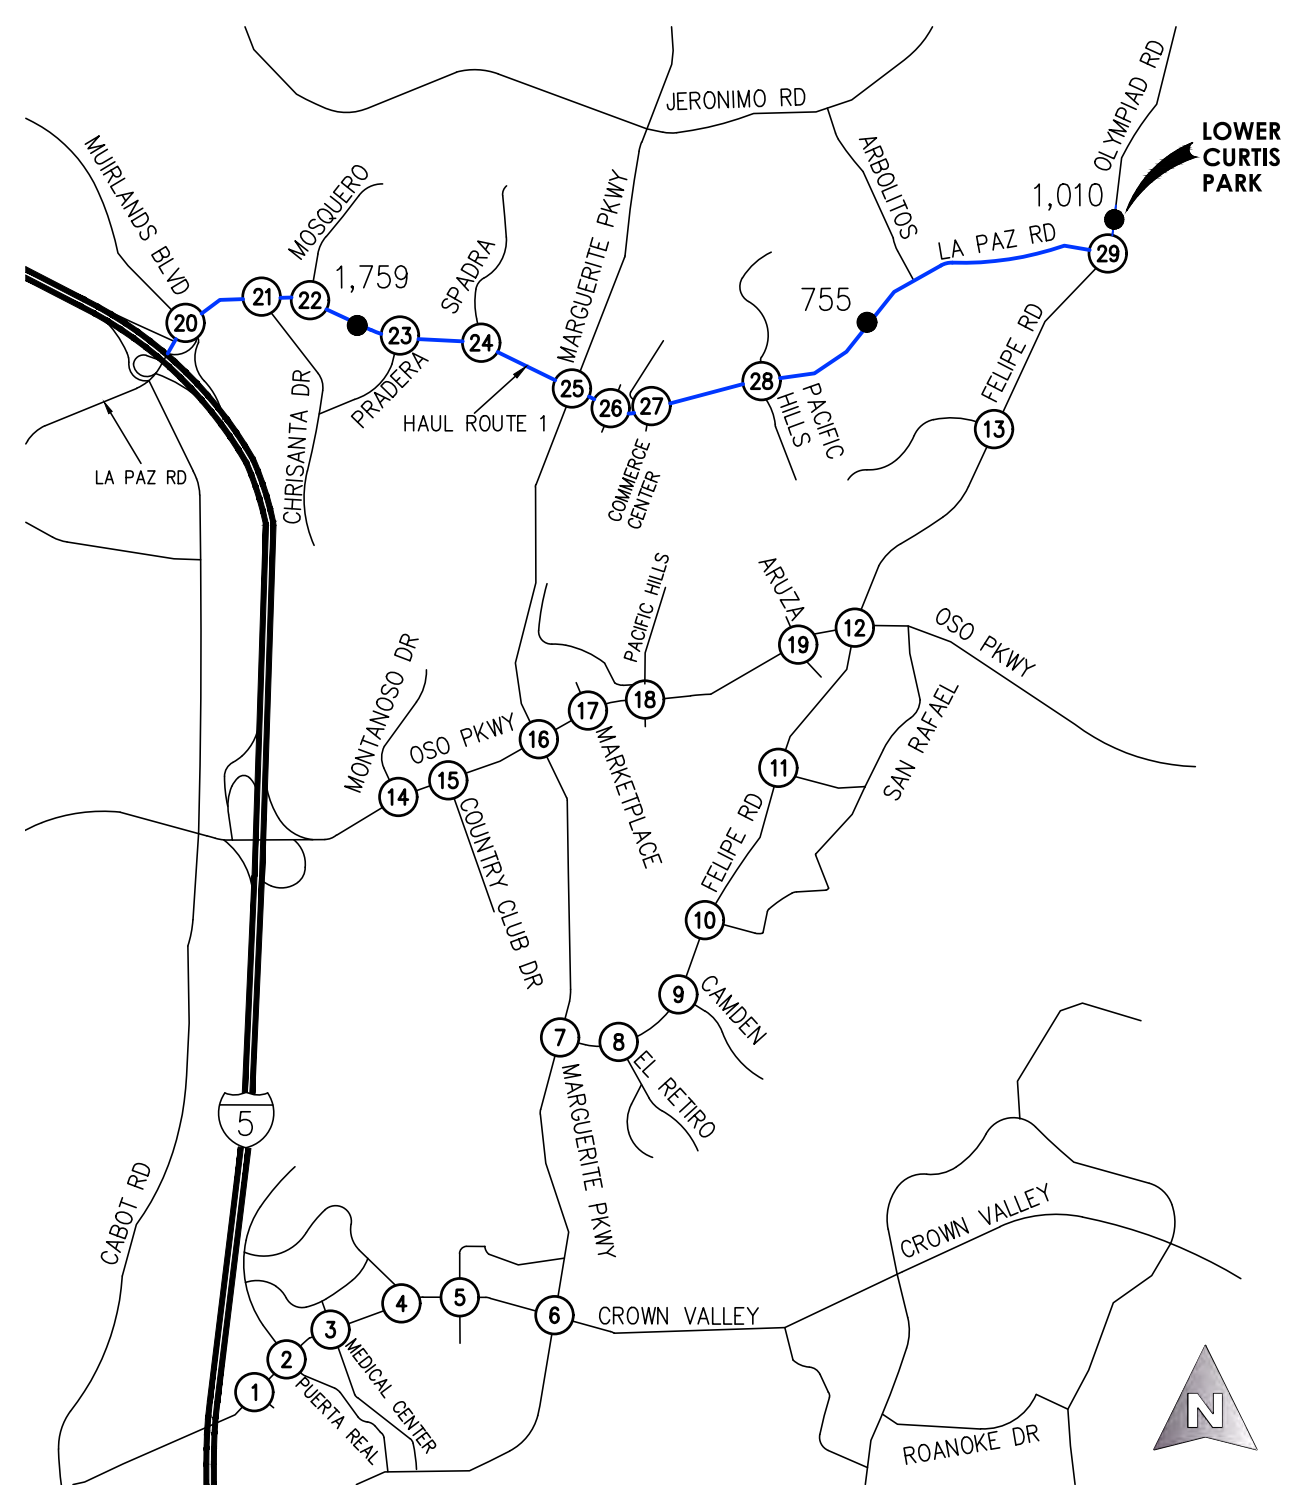 JERONIMO RD
OLYMPIAD RD
LOWER
CURTIS
PARK
MUIRLANDS BLVD
MOSQUERO
ARBOLITOS
MARGUERITE PKWY
1,010
LA PAZ RD
29
SPADRA
1,759
21
22
20
755
23
24
FELIPE RD
PRADERA
25
26
27
28
PACIFIC
HILLS
CHRISANTA DR
HAUL ROUTE 1
13
LA PAZ RD
COMMERCE
CENTER
PACIFIC HILLS
ARUZA
12
OSO PKWY
19
MONTANOSO DR
18
17
SAN RAFAEL
OSO PKWY
16
MARKETPLACE
11
15
14
COUNTRY CLUB DR
FELIPE RD
10
9
CAMDEN
7
8
EL RETIRO
MARGUERITE PKWY
5
CABOT RD
CROWN VALLEY
4
5
6
CROWN VALLEY
3
MEDICAL CENTER
2
1
PUERTA REAL
ROANOKE DR
N